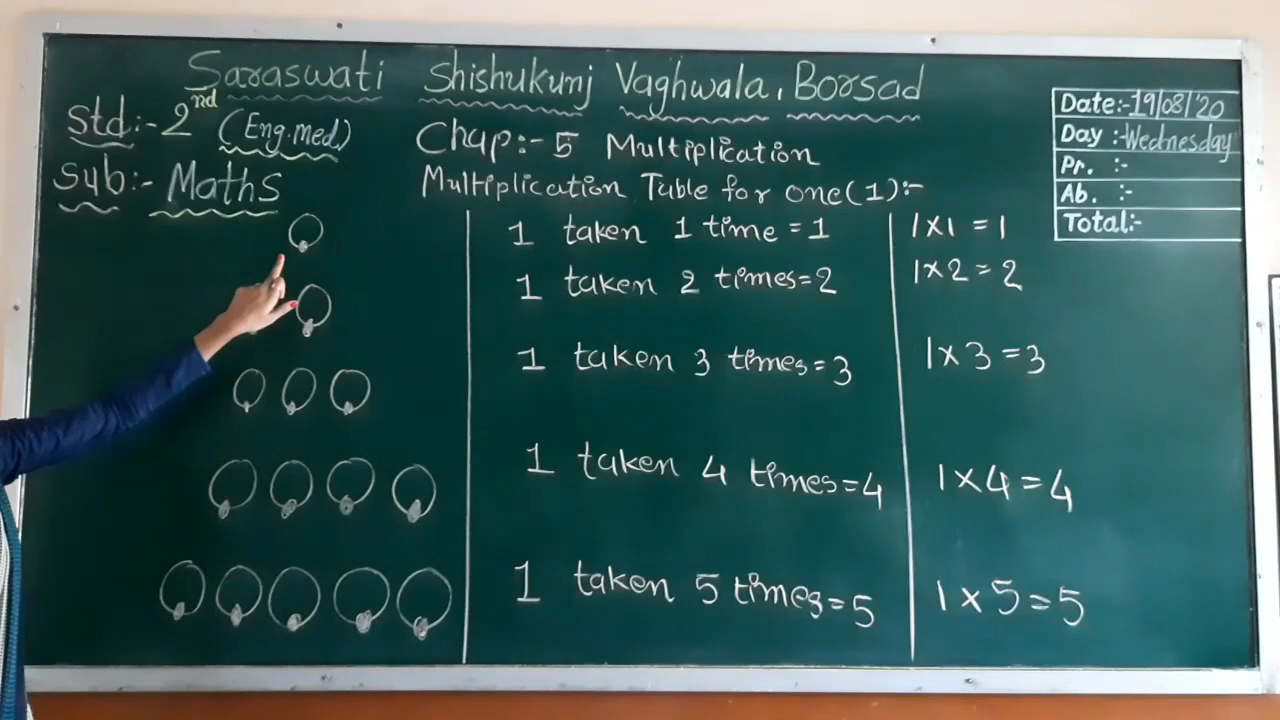 Saraswati Shishukunj Vaghwala, Borsad
Std:- 2nd (Eng.med)
Sub:- Maths
Chap:- 5 Multiplication
Multiplication Table for one(1):-
Date:-19/08/'20
Day :-Wednesday
Pr. :-
Ab. :-
Total:-
1 taken 1 time = 1 1x1 = 1
1 taken 2 times=2 1x2=2
1 taken 3 times=3 1x3=3
1 taken 4 times=4 1x4=4
1 taken 5 times=5 1x5=5